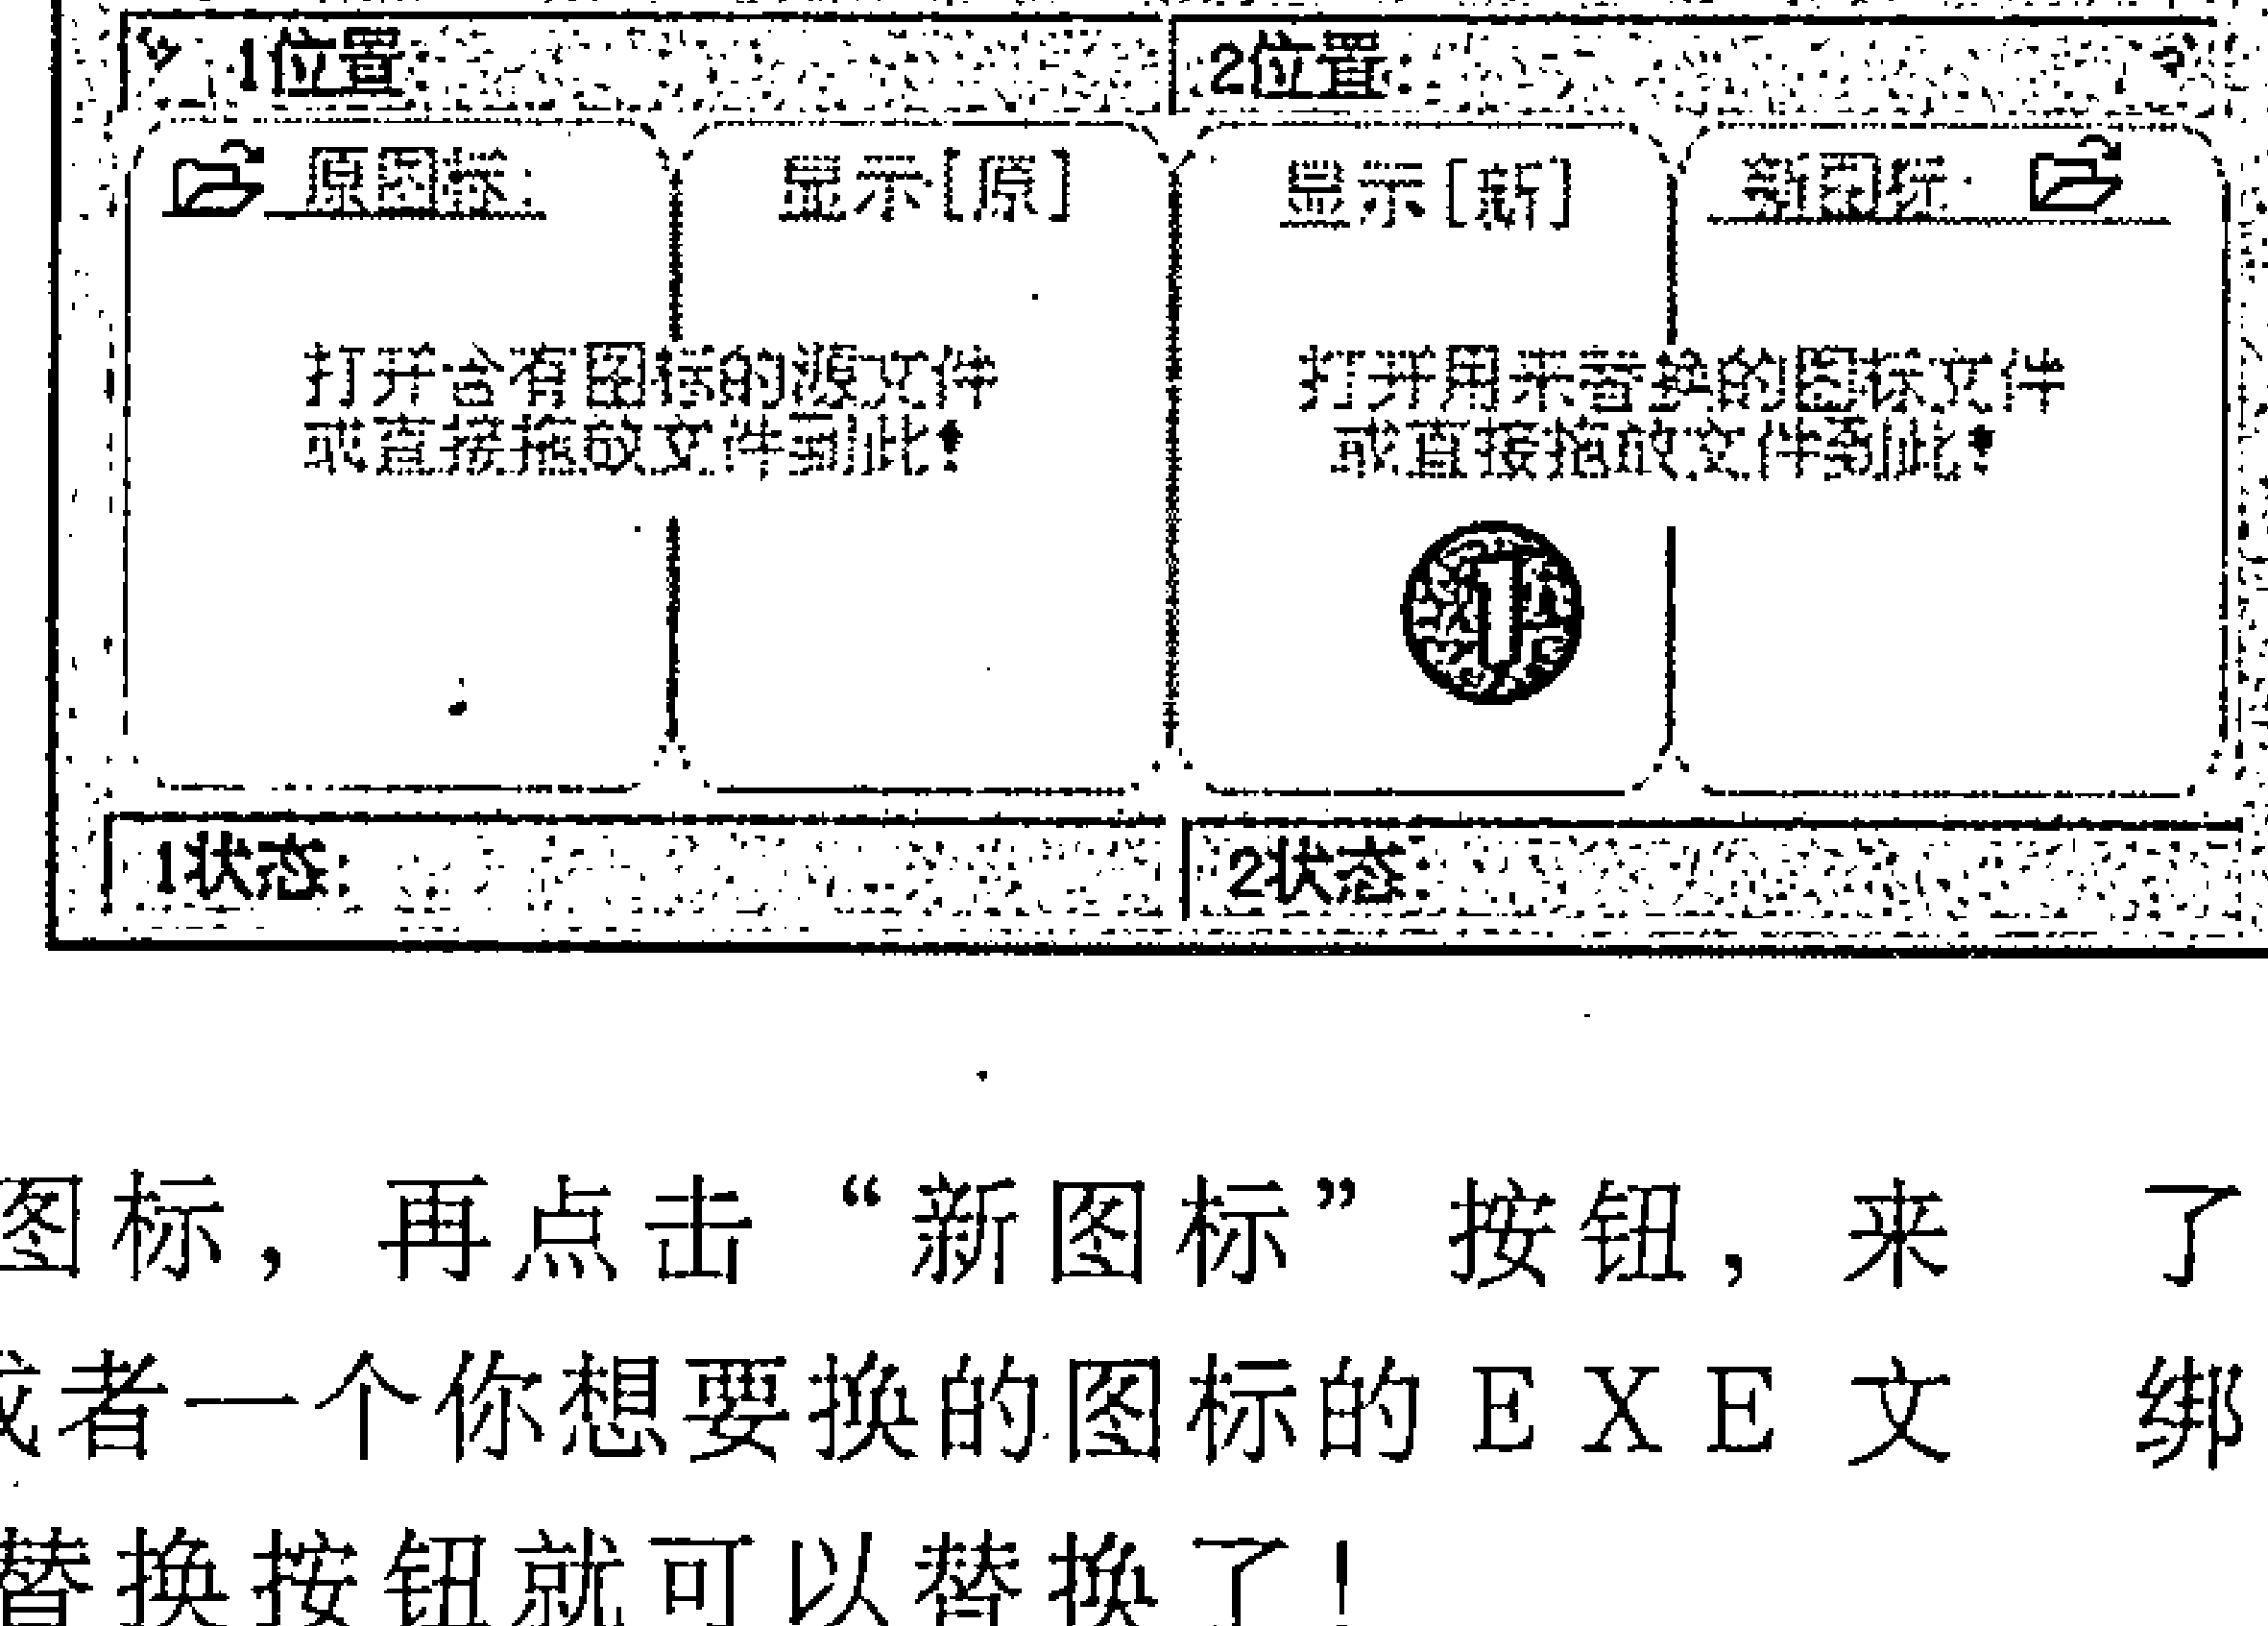 1位置: 2位置:
原图标: 显示[原] 显示[新] 新图标:
打开含有图标的源文件
或直接拖放文件到此!
打开用来替换的图标文件
或直接拖放文件到此!
1状态: 2状态:
图标，再点击“新图标”按钮，来 了
或者一个你想要换的图标的EXE文 绑
替换按钮就可以替换了!